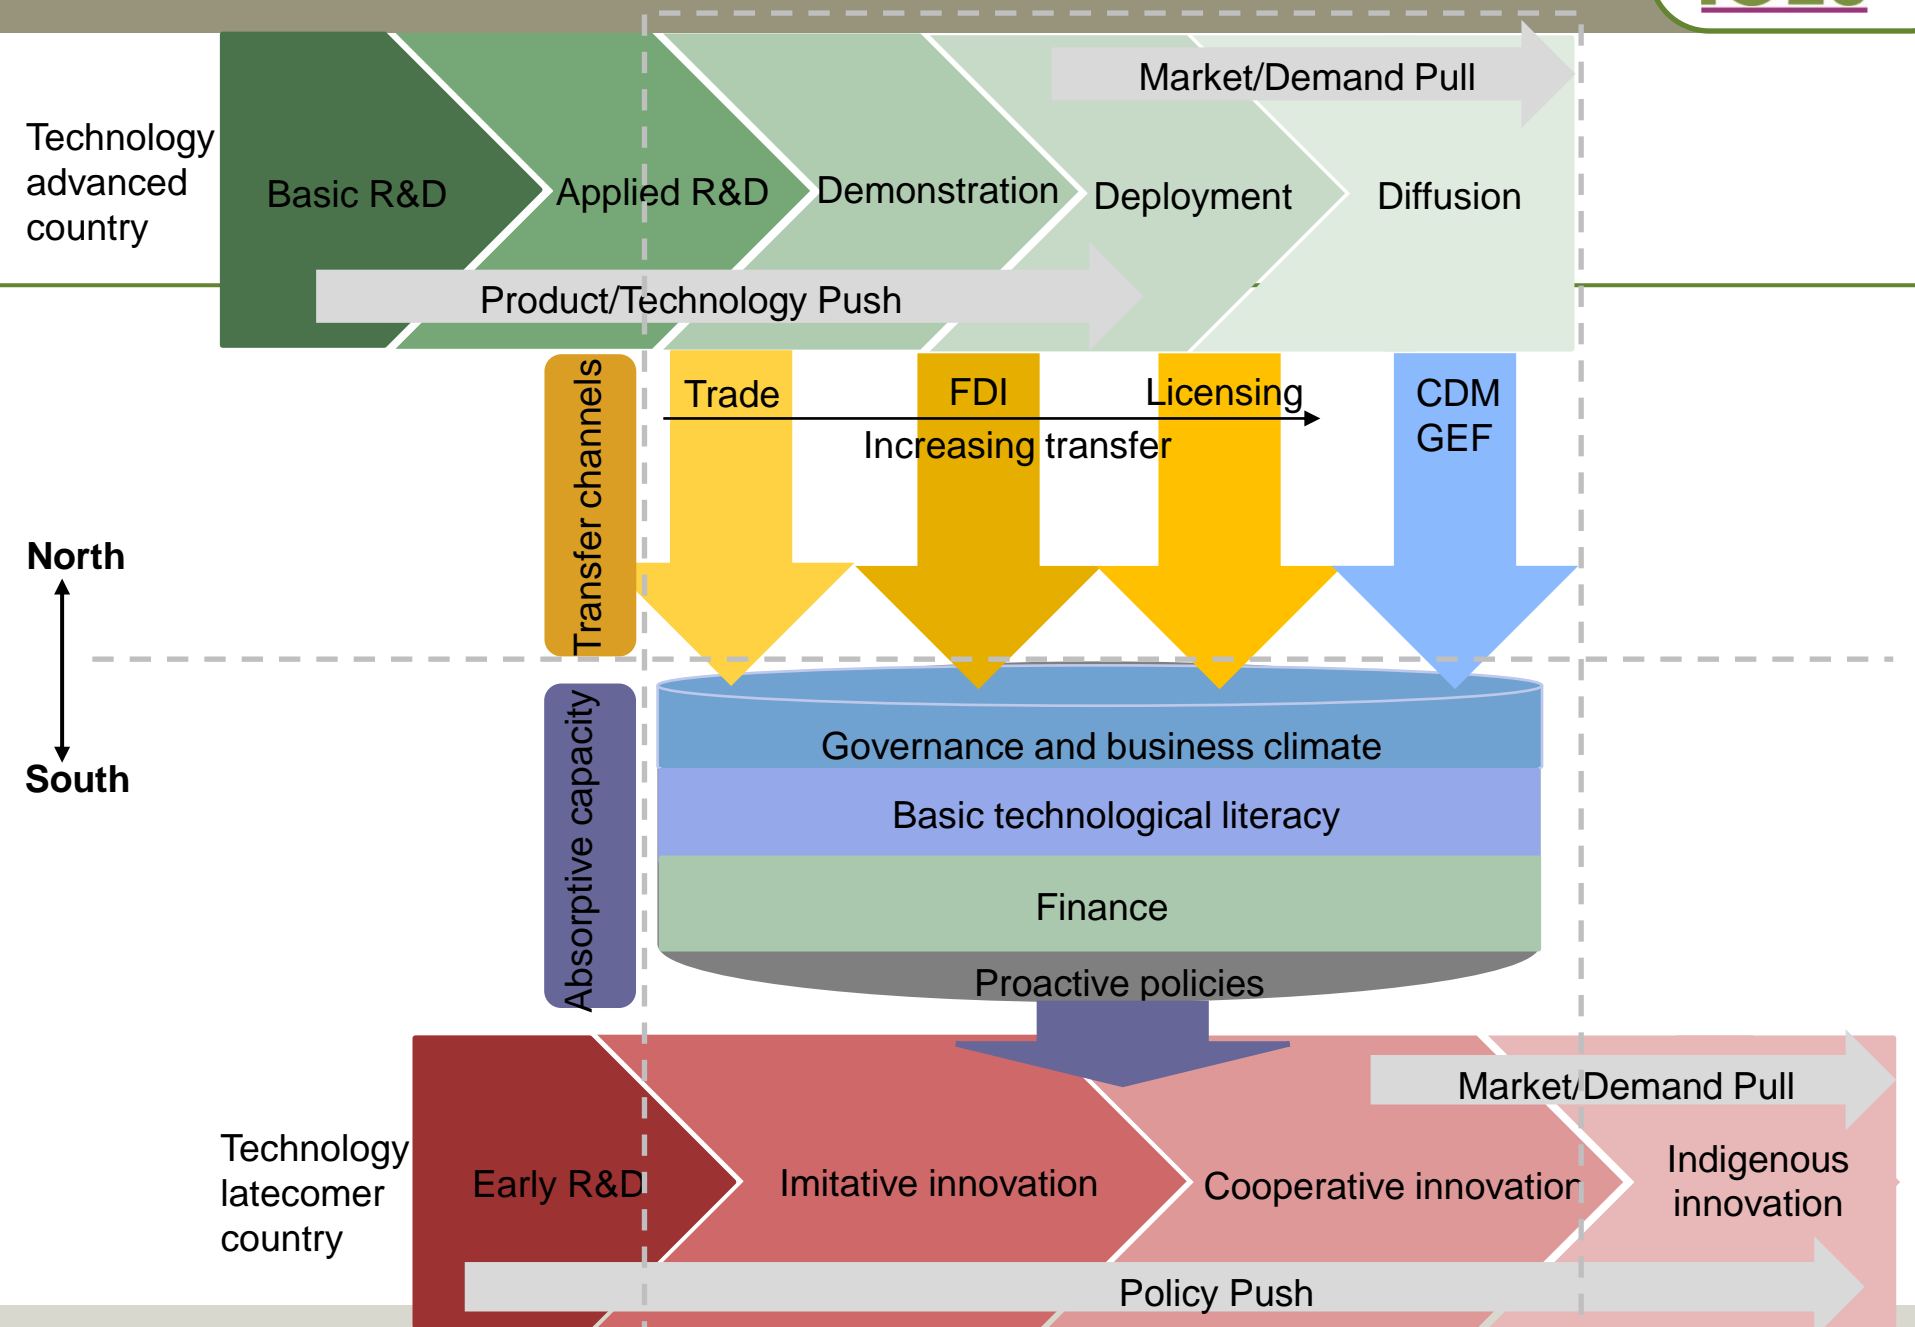 Market/Demand Pull
Technology
advanced
country
Basic R&D
Applied R&D
Demonstration
Deployment
Diffusion
Product/Technology Push
Transfer channels
Trade
FDI
Licensing
CDM
GEF
Increasing transfer
North
South
Absorptive capacity
Governance and business climate
Basic technological literacy
Finance
Proactive policies
Market/Demand Pull
Technology
latecomer
country
Early R&D
Imitative innovation
Cooperative innovation
Indigenous
innovation
Policy Push